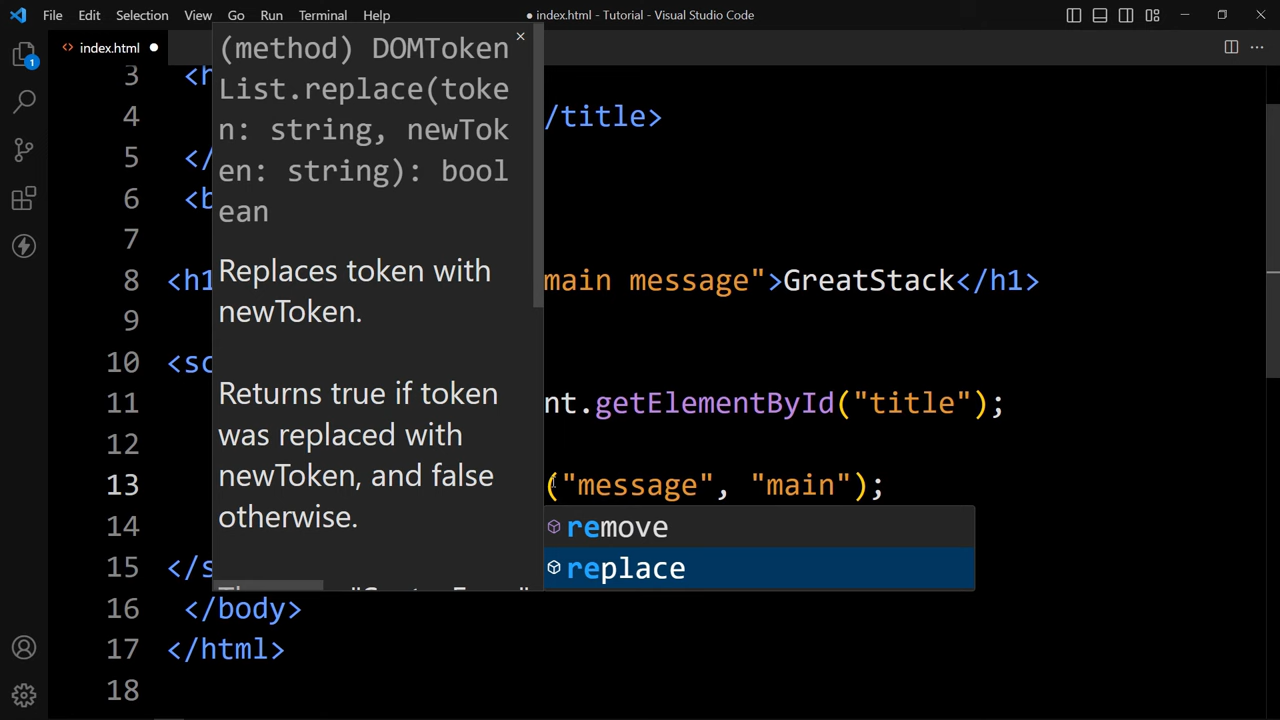 File Edit Selection View Go Run Terminal Help
● index.html - Tutorial - Visual Studio Code
<> index.html ●
1
(method) DOMToken
List.replace(toke
n: string, newTok
en: string): bool
ean
Replaces token with
newToken.
Returns true if token
was replaced with
newToken, and false
otherwise.
3 <h
4 /title>
5 </
6 <b
7
8 <h1 main message">GreatStack</h1>
9
10 <sc
11 nt.getElementById("title");
12
13 ("message", "main");
remove
replace
14
15 </s
16 </body>
17 </html>
18